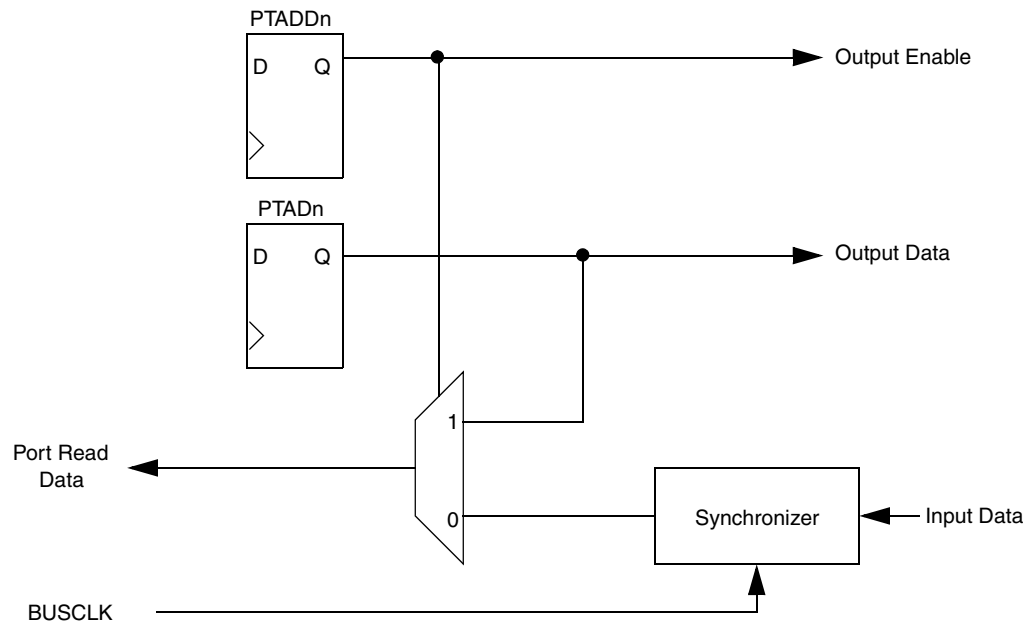 PTADDn
D Q
Output Enable
PTADn
D Q
Output Data
1
Port Read
Data
0
Synchronizer
Input Data
BUSCLK